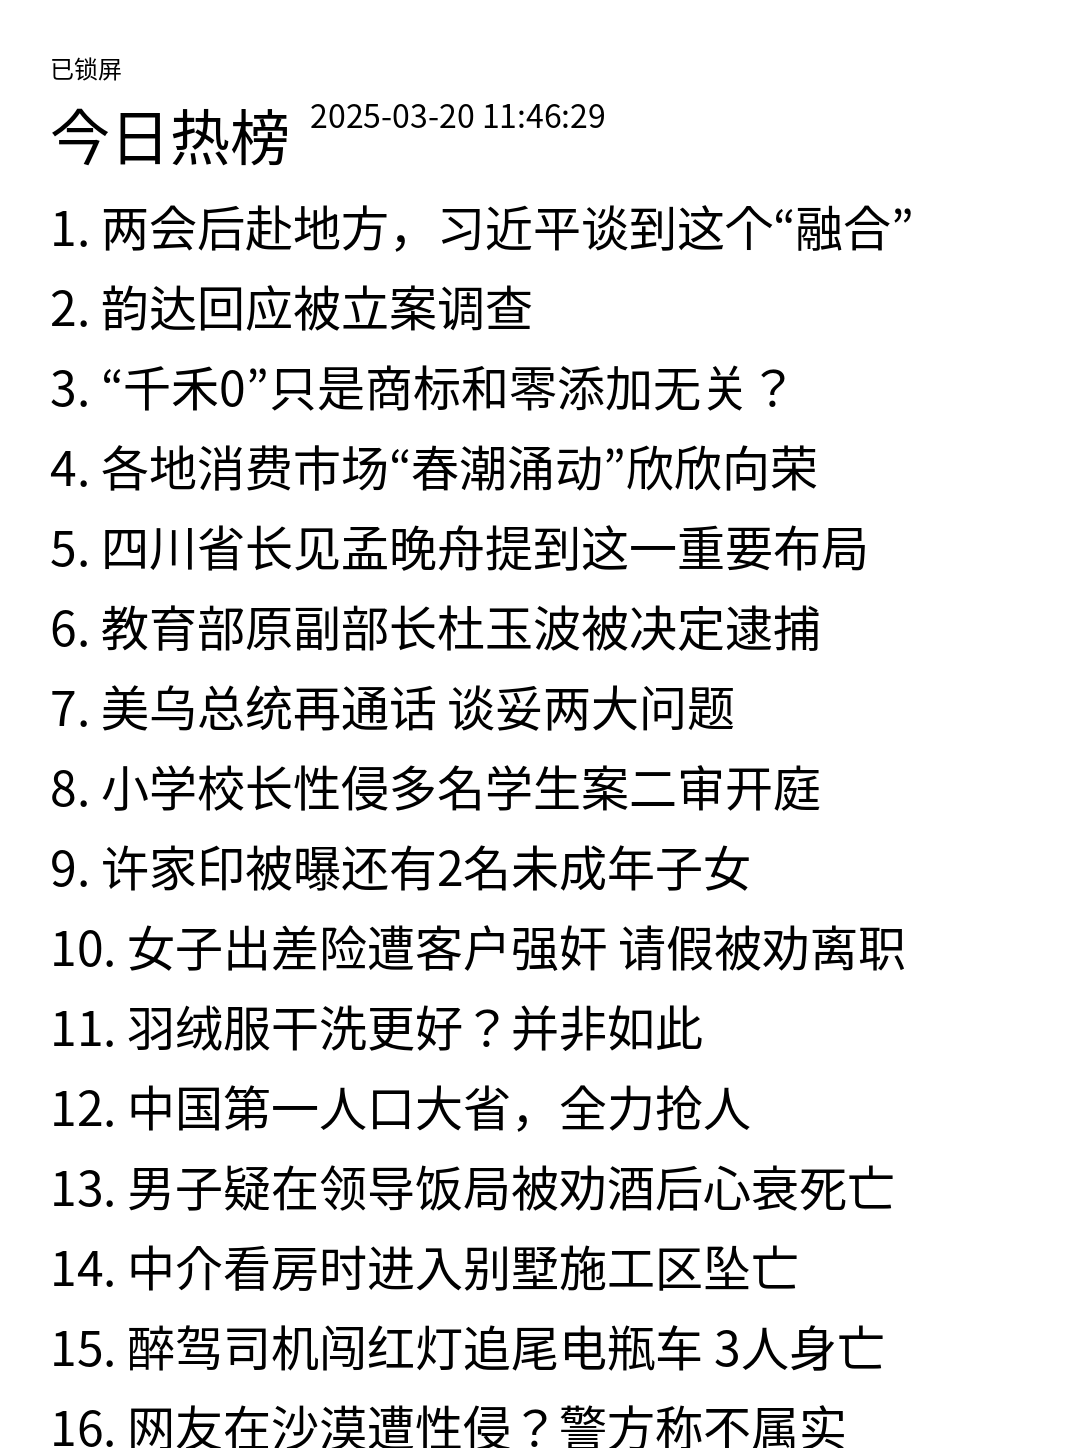 已锁屏
今日热榜 2025-03-20 11:46:29
1. 两会后赴地方，习近平谈到这个“融合”
2. 韵达回应被立案调查
3. “千禾0”只是商标和零添加无关？
4. 各地消费市场“春潮涌动”欣欣向荣
5. 四川省长见孟晚舟提到这一重要布局
6. 教育部原副部长杜玉波被决定逮捕
7. 美乌总统再通话 谈妥两大问题
8. 小学校长性侵多名学生案二审开庭
9. 许家印被曝还有2名未成年子女
10. 女子出差险遭客户强奸 请假被劝离职
11. 羽绒服干洗更好？并非如此
12. 中国第一人口大省，全力抢人
13. 男子疑在领导饭局被劝酒后心衰死亡
14. 中介看房时进入别墅施工区坠亡
15. 醉驾司机闯红灯追尾电瓶车 3人身亡
16. 网友在沙漠遭性侵？警方称不属实